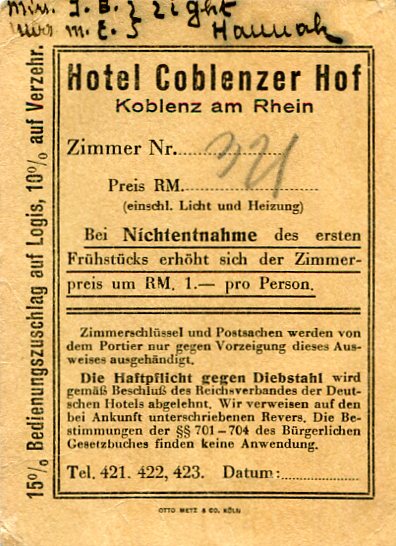 Min. J. B. } Zight
m. E. } Hannah
Hotel Coblenzer Hof
Koblenz am Rhein
Zimmer Nr. 321
Preis RM.
(einschl. Licht und Heizung)
Bei Nichtentnahme des ersten
Frühstücks erhöht sich der Zimmer-
preis um RM. 1.— pro Person.
Zimmerschlüssel und Postsachen werden von
dem Portier nur gegen Vorzeigung dieses Aus-
weises ausgehändigt.
Die Haftpflicht gegen Diebstahl wird
gemäß Beschluß des Reichsverbandes der Deut-
schen Hotels abgelehnt. Wir verweisen auf den
bei Ankunft unterschriebenen Revers. Die Be-
stimmungen der §§ 701–704 des Bürgerlichen
Gesetzbuches finden keine Anwendung.
Tel. 421. 422, 423. Datum:
15% Bedienungszuschlag auf Logis, 10% auf Verzehr.
OTTO METZ & CO. KÖLN